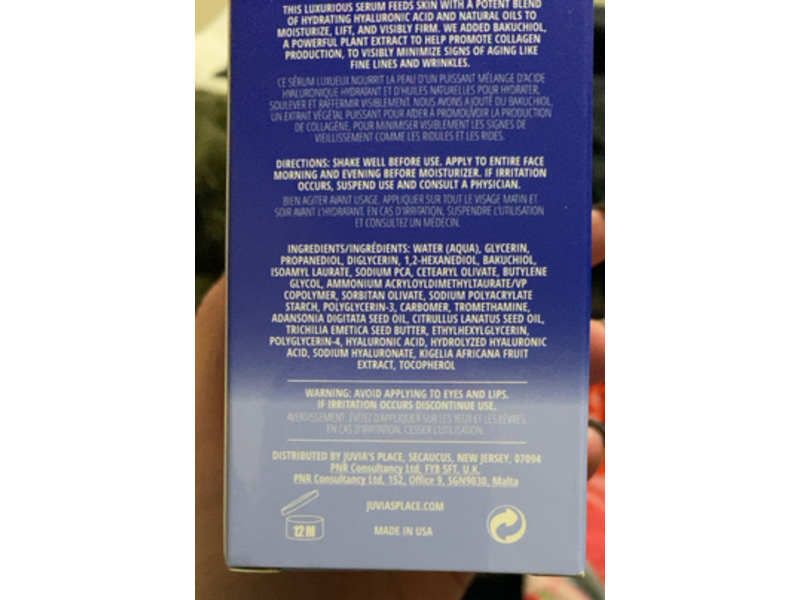 THIS LUXURIOUS SERUM FEEDS SKIN WITH A POTENT BLEND
OF HYDRATING HYALURONIC ACID AND NATURAL OILS TO
MOISTURIZE, LIFT, AND VISIBLY FIRM. WE ADDED BAKUCHIOL,
A POWERFUL PLANT EXTRACT TO HELP PROMOTE COLLAGEN
PRODUCTION, TO VISIBLY MINIMIZE SIGNS OF AGING LIKE
FINE LINES AND WRINKLES.
CE SÉRUM LUXUEUX NOURRIT LA PEAU D'UN PUISSANT MÉLANGE D'ACIDE
HYALURONIQUE HYDRATANT ET D'HUILES NATURELLES POUR HYDRATER,
SOULEVER ET RAFFERMIR VISIBLEMENT. NOUS AVONS AJOUTÉ DU BAKUCHIOL,
UN EXTRAIT VÉGÉTAL PUISSANT POUR AIDER À PROMOUVOIR LA PRODUCTION
DE COLLAGÈNE, POUR MINIMISER VISIBLEMENT LES SIGNES DE
VIEILLISSEMENT COMME LES RIDULES ET LES RIDES.
DIRECTIONS: SHAKE WELL BEFORE USE. APPLY TO ENTIRE FACE
MORNING AND EVENING BEFORE MOISTURIZER. IF IRRITATION
OCCURS, SUSPEND USE AND CONSULT A PHYSICIAN.
BIEN AGITER AVANT USAGE. APPLIQUER SUR TOUT LE VISAGE MATIN ET
SOIR AVANT L'HYDRATANT. EN CAS D'IRRITATION, SUSPENDRE L'UTILISATION
ET CONSULTEZ UN MÉDECIN.
INGREDIENTS/INGRÉDIENTS: WATER (AQUA), GLYCERIN,
PROPANEDIOL, DIGLYCERIN, 1,2-HEXANEDIOL, BAKUCHIOL,
ISOAMYL LAURATE, SODIUM PCA, CETEARYL OLIVATE, BUTYLENE
GLYCOL, AMMONIUM ACRYLOYLDIMETHYLTAURATE/VP
COPOLYMER, SORBITAN OLIVATE, SODIUM POLYACRYLATE
STARCH, POLYGLYCERIN-3, CARBOMER, TROMETHAMINE,
ADANSONIA DIGITATA SEED OIL, CITRULLUS LANATUS SEED OIL,
TRICHILIA EMETICA SEED BUTTER, ETHYLHEXYLGLYCERIN,
POLYGLYCERIN-4, HYALURONIC ACID, HYDROLYZED HYALURONIC
ACID, SODIUM HYALURONATE, KIGELIA AFRICANA FRUIT
EXTRACT, TOCOPHEROL
WARNING: AVOID APPLYING TO EYES AND LIPS.
IF IRRITATION OCCURS DISCONTINUE USE.
AVERTISSEMENT: ÉVITEZ D'APPLIQUER SUR LES YEUX ET LES LÈVRES.
EN CAS D'IRRITATION, CESSER L'UTILISATION.
DISTRIBUTED BY JUVIA'S PLACE, SECAUCUS, NEW JERSEY, 07094
PNR Consultancy Ltd, FY8 5FT. U.K.
PNR Consultancy Ltd, 152, Office 9, SGN9030, Malta
JUVIASPLACE.COM
12M
MADE IN USA